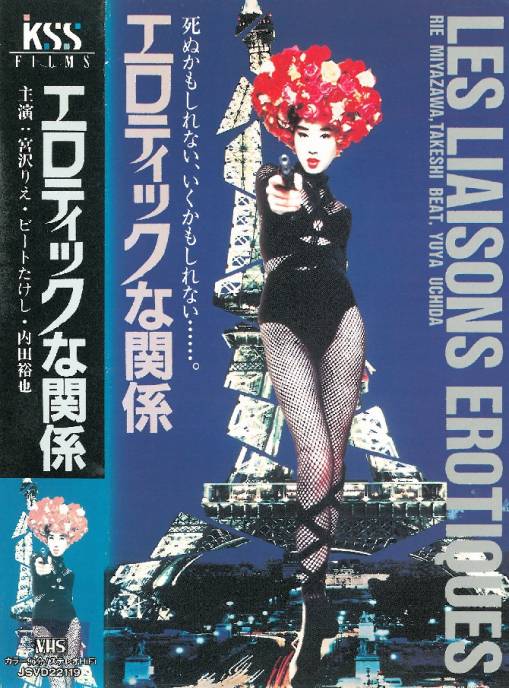 KSS
FILMS
エロティックな関係
主演：宮沢りえ・ビートたけし・内田裕也
VHS
JSVD22119
死ぬかもしれない、いくかもしれない……。
エロティックな関係
LES LIAISONS EROTIQUES
RIE MIYAZAWA, TAKESHI BEAT, YUYA UCHIDA